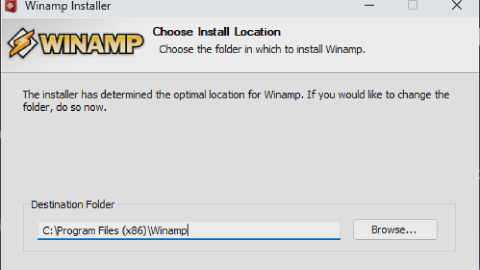 Winamp Installer
WINAMP
Choose Install Location
Choose the folder in which to install Winamp.
The installer has determined the optimal location for Winamp. If you would like to change the
folder, do so now.
Destination Folder
C:\Program Files (x86)\Winamp
Browse...